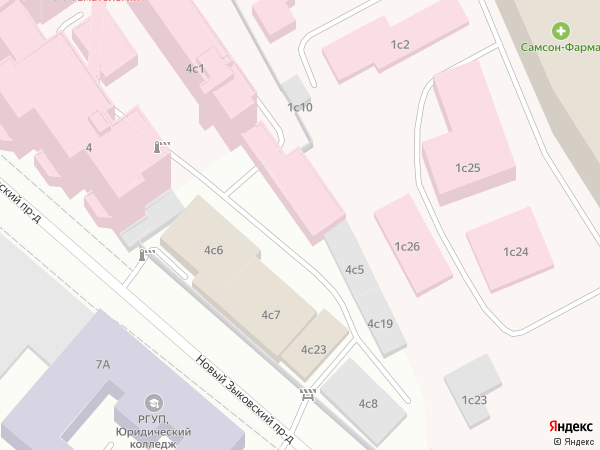 1с2
Самсон-Фарма
4с1
1с10
4
1с25
ский пр-д
4с6
4с5
1с26
1с24
4с7
4с19
4с23
7А
Новый Зыковский пр-д
РГУП,
Юридический
колледж
4с8
1с23
Яндекс
© Яндекс